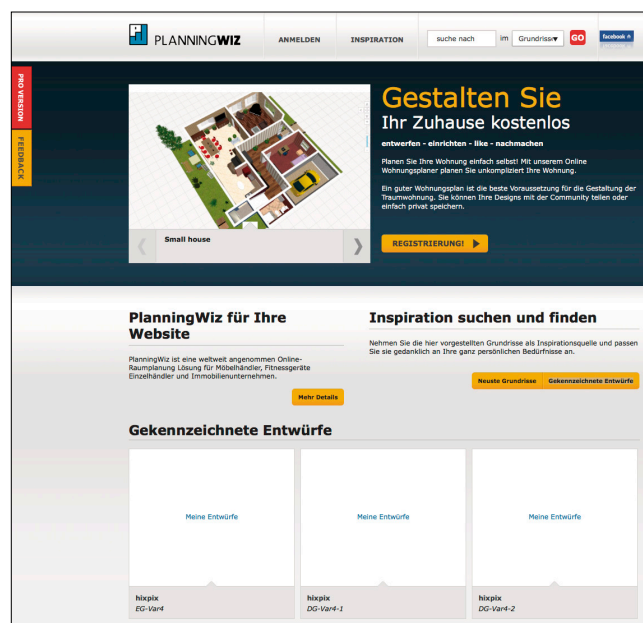 PLANNINGWIZ
ANMELDEN
INSPIRATION
suche nach
im
Grundrisse
GO
facebook
PRO VERSION
FEEDBACK
Small house
Gestalten Sie
Ihr Zuhause kostenlos
entwerfen - einrichten - like - nachmachen
Planen Sie Ihre Wohnung einfach selbst! Mit unserem Online
Wohnungsplaner planen Sie unkompliziert Ihre Wohnung.
Ein guter Wohnungsplan ist die beste Voraussetzung für die Gestaltung der
Traumwohnung. Sie können Ihre Designs mit der Community teilen oder
einfach privat speichern.
REGISTRIERUNG!
PlanningWiz für Ihre
Website
PlanningWiz ist eine weltweit angenommen Online-
Raumplanung Lösung für Möbelhändler, Fitnessgeräte
Einzelhändler und Immobilienunternehmen.
Mehr Details
Inspiration suchen und finden
Nehmen Sie die hier vorgestellten Grundrisse als Inspirationsquelle und passen
Sie sie gedanklich an Ihre ganz persönlichen Bedürfnisse an.
Neuste Grundrisse
Gekennzeichnete Entwürfe
Gekennzeichnete Entwürfe
Meine Entwürfe
Meine Entwürfe
Meine Entwürfe
hixpix
EG-Var4
hixpix
DG-Var4-1
hixpix
DG-Var4-2